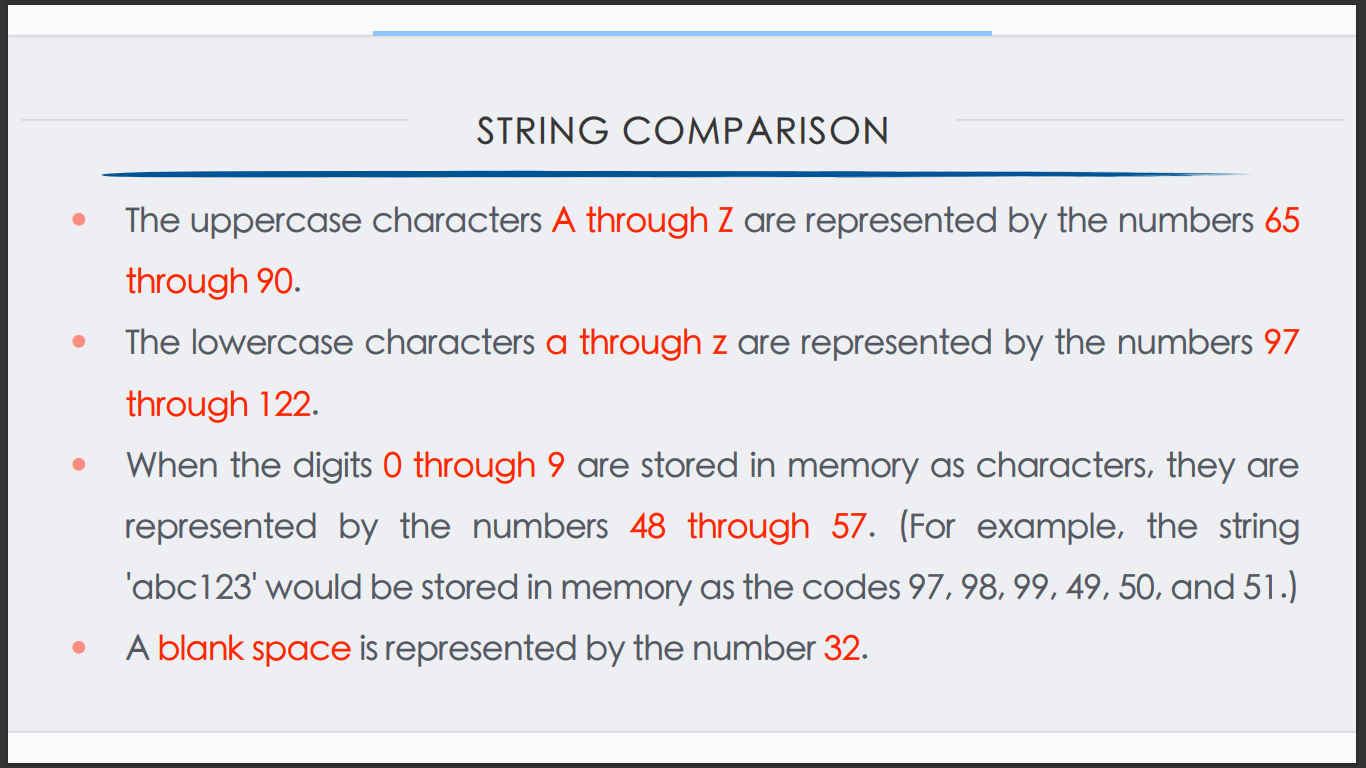 STRING COMPARISON
• The uppercase characters A through Z are represented by the numbers 65
through 90.
• The lowercase characters a through z are represented by the numbers 97
through 122.
• When the digits 0 through 9 are stored in memory as characters, they are
represented by the numbers 48 through 57. (For example, the string
'abc123' would be stored in memory as the codes 97, 98, 99, 49, 50, and 51.)
• A blank space is represented by the number 32.